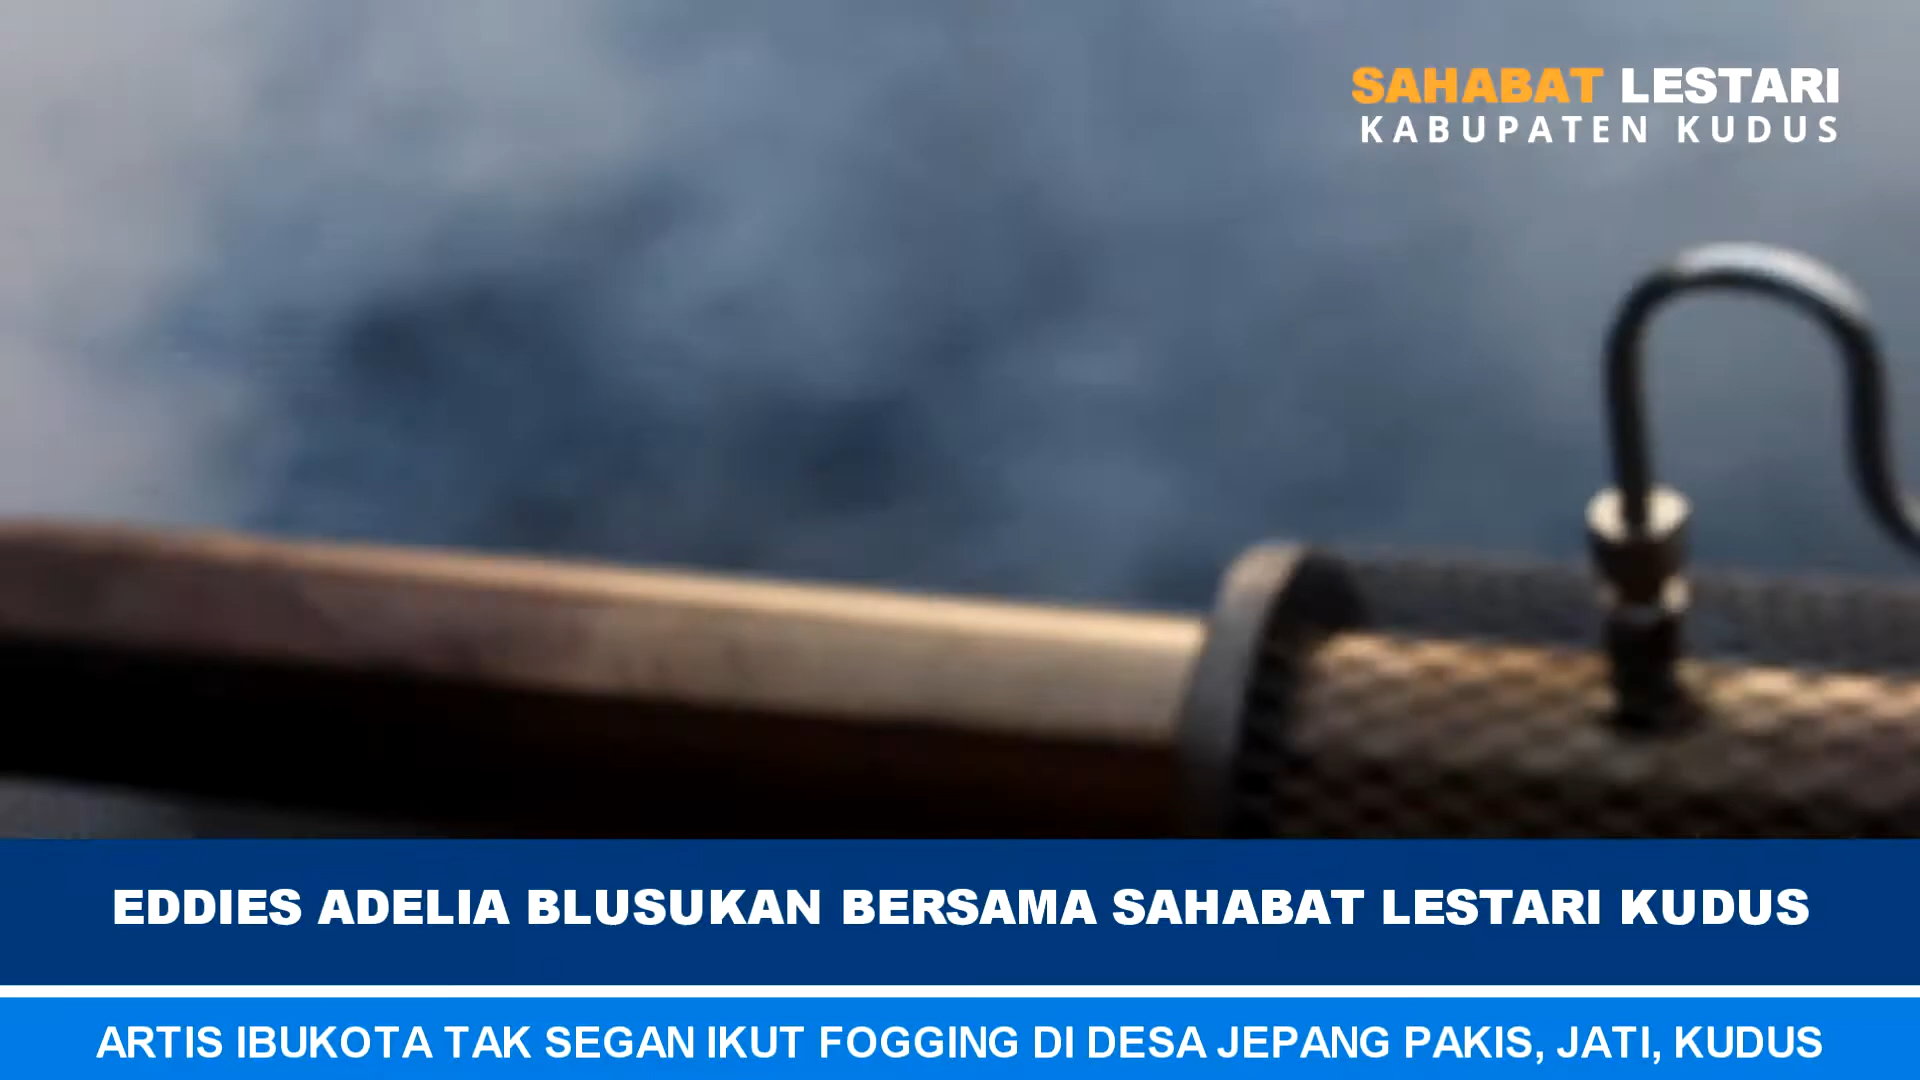 SAHABAT LESTARI
KABUPATEN KUDUS
EDDIES ADELIA BLUSUKAN BERSAMA SAHABAT LESTARI KUDUS
ARTIS IBUKOTA TAK SEGAN IKUT FOGGING DI DESA JEPANG PAKIS, JATI, KUDUS